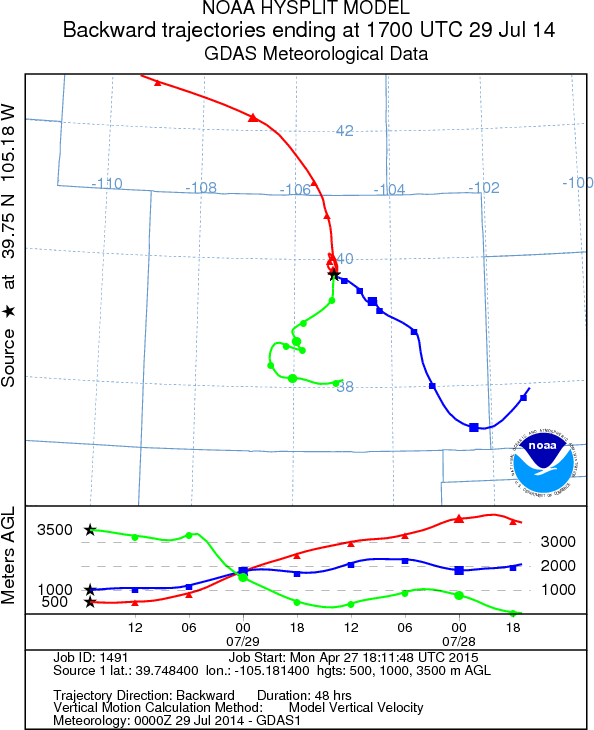 NOAA HYSPLIT MODEL
Backward trajectories ending at 1700 UTC 29 Jul 14
GDAS Meteorological Data
Source ★ at 39.75 N 105.18 W
42
-110 -108 -106 -104 -102 -100
40
38
noaa
Meters AGL
3500
1000
500
3000
2000
1000
12 06 00 18 12 06 00 18
07/29 07/28
Job ID: 1491 Job Start: Mon Apr 27 18:11:48 UTC 2015
Source 1 lat.: 39.748400 lon.: -105.181400 hgts: 500, 1000, 3500 m AGL
Trajectory Direction: Backward Duration: 48 hrs
Vertical Motion Calculation Method: Model Vertical Velocity
Meteorology: 0000Z 29 Jul 2014 - GDAS1